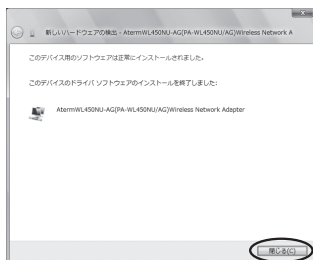 新しいハードウェアの検出 - AtermWL450NU-AG(PA-WL450NU/AG)Wireless Network A
このデバイス用のソフトウェアは正常にインストールされました。
このデバイスのドライバ ソフトウェアのインストールを終了しました:
AtermWL450NU-AG(PA-WL450NU/AG)Wireless Network Adapter
閉じる(C)